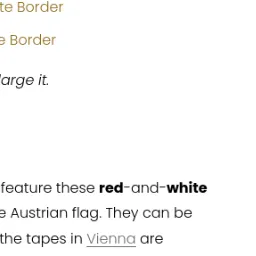 te Border
e Border
arge it.
feature these red-and-white
e Austrian flag. They can be
the tapes in Vienna are